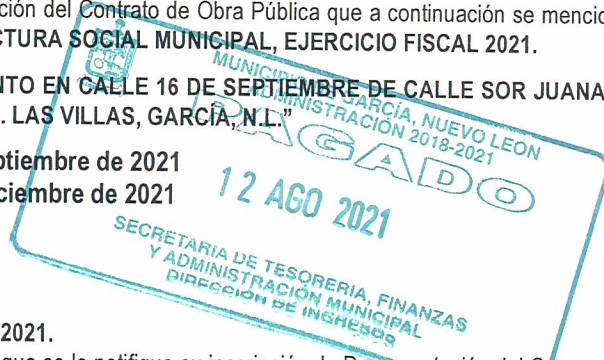 ción del Contrato de Obra Pública que a continuación se mencio
CTURA SOCIAL MUNICIPAL, EJERCICIO FISCAL 2021.
NTO EN CALLE 16 DE SEPTIEMBRE DE CALLE SOR JUANA
. LAS VILLAS, GARCÍA, N.L."
ptiembre de 2021
ciembre de 2021
MUNICIPIO DE GARCÍA, NUEVO LEÓN
ADMINISTRACIÓN 2018-2021
PAGADO
12 AGO 2021
SECRETARIA DE TESORERIA, FINANZAS
Y ADMINISTRACIÓN MUNICIPAL
DIRECCIÓN DE INGRESOS
2021.